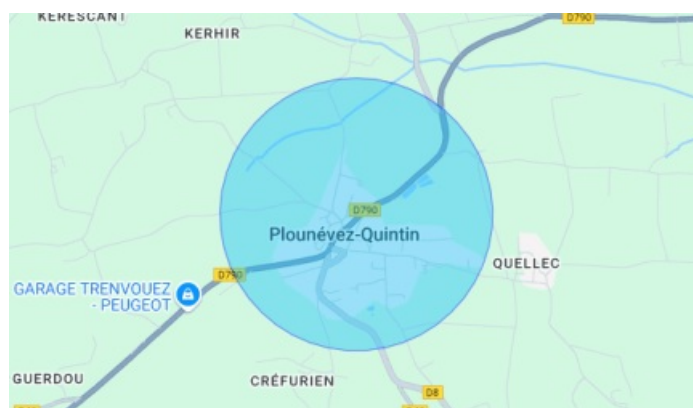 KERESCANT
D790
KERHIR
D790
Plounévez-Quintin
QUELLEC
D790
GARAGE TRENVOUEZ
- PEUGEOT
GUERDOU
CRÉFURIEN
D8